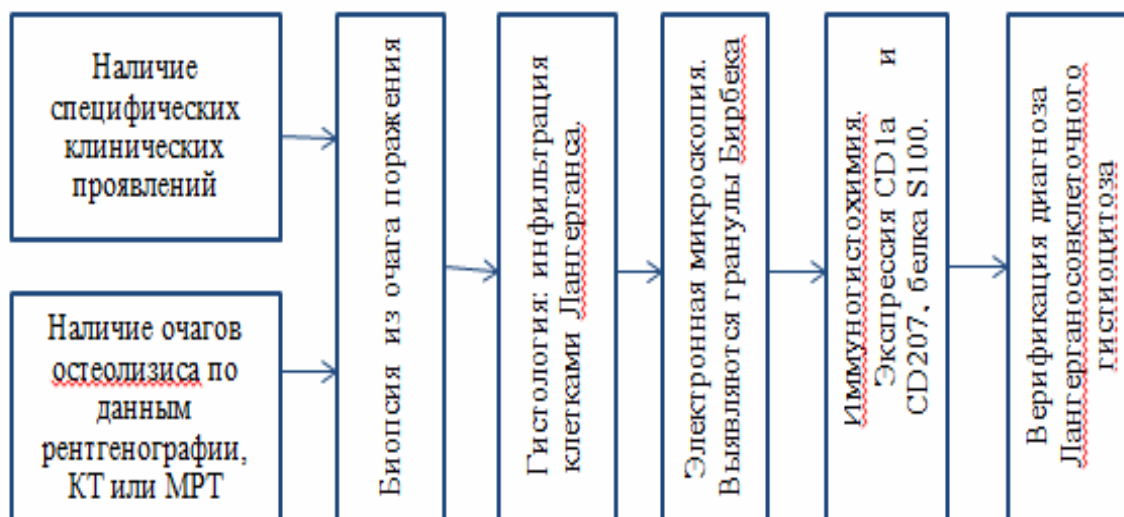 Наличие
специфических
клинических
проявлений
Наличие очагов
остеолизиса по
данным
рентгенографии,
КТ или МРТ
Биопсия из очага поражения
Гистология: инфильтрация
клетками Лангерганса.
Электронная микроскопия.
Выявляются гранулы Бирбека
Иммуногистохимия.
Экспрессия CD1a и
CD207, белка S100.
Верификация диагноза
Лангерганосовклеточного
гистиоцитоза